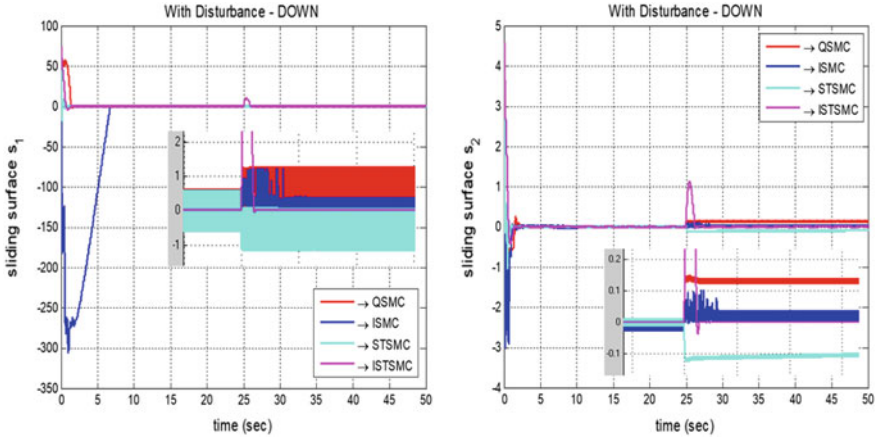 With Disturbance - DOWN
100
50
0
-50
-100
-150
-200
-250
-300
-350
sliding surface s1
2
1
0
-1
→ QSMC
→ ISMC
→ STSMC
→ ISTSMC
0 5 10 15 20 25 30 35 40 45 50
time (sec)
With Disturbance - DOWN
5
4
3
2
1
0
-1
-2
-3
-4
sliding surface s2
→ QSMC
→ ISMC
→ STSMC
→ ISTSMC
0.2
0.1
0
-0.1
0 5 10 15 20 25 30 35 40 45 50
time (sec)